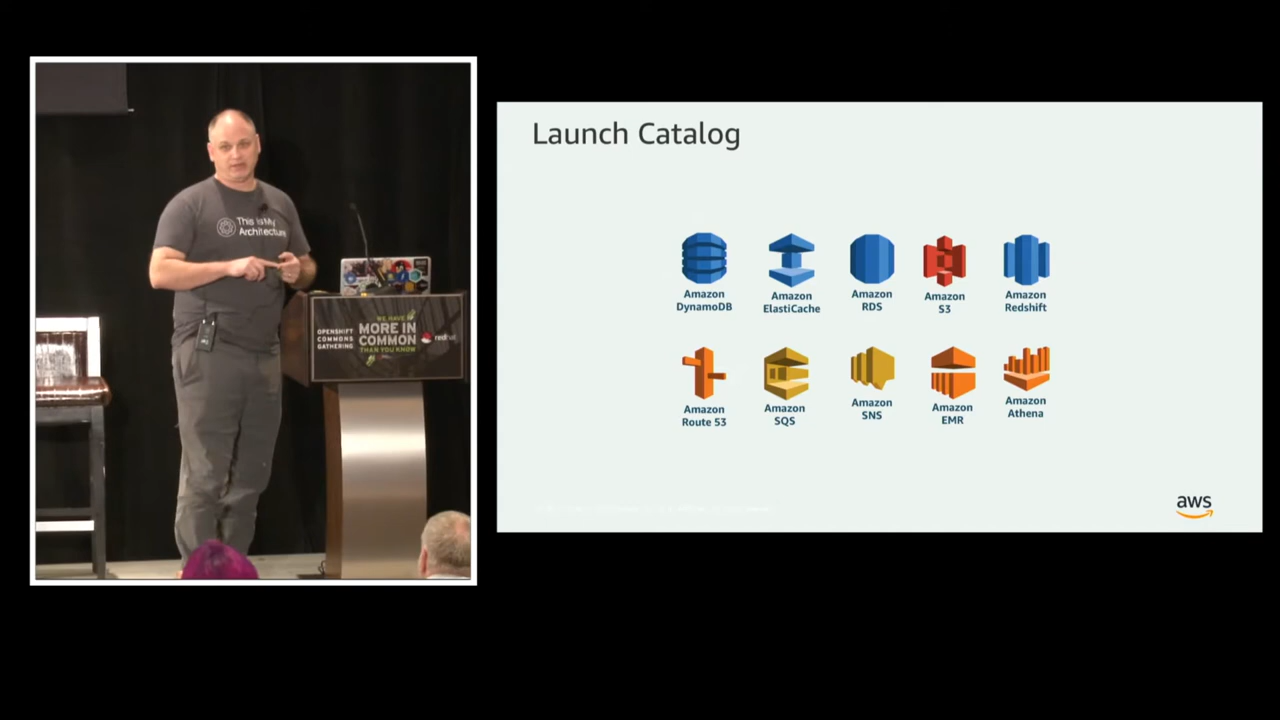 This is My
Architecture
WE HAVE
OPENSHIFT
COMMONS
GATHERING
MORE IN
COMMON
THAN YOU KNOW
redhat
Launch Catalog
Amazon
DynamoDB
Amazon
ElastiCache
Amazon
RDS
Amazon
S3
Amazon
Redshift
Amazon
Route 53
Amazon
SQS
Amazon
SNS
Amazon
EMR
Amazon
Athena
aws